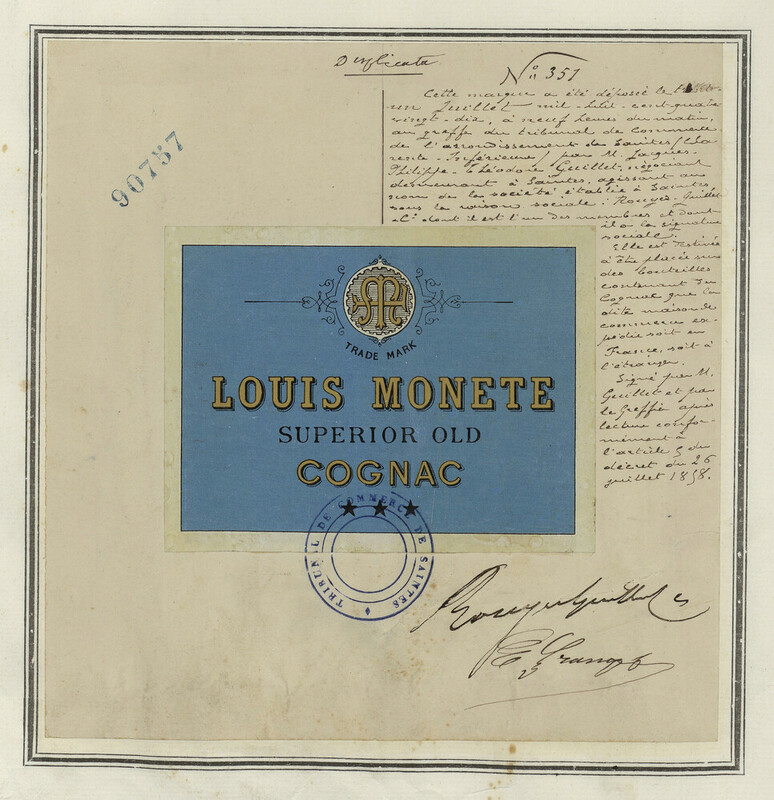 Duplicata
No 351
90757
Cette marque a été déposée le
un Juillet mil-huit-cent-quatre
vingt-dix, à neuf heures du matin,
au greffe du tribunal de Commerce
de l'arrondissement de Saintes (Cha
rente-Inférieure) par M. Jacques-
Philippe-Théodore Guillet, négociant
demeurant à Saintes, agissant au
nom de la société établie à Saintes
sous la raison sociale: Rouyer-Guillet
& Cie dont il est l'un des membres et dont
il a la signature
sociale.
Elle est destinée
à être placée sur
des bouteilles
contenant du
Cognac que la
dite maison de
commerce ex-
pédie soit en
France, soit à
l'étranger.
Signé par M.
Guillet et par
le Greffier après
lecture confor-
mément à
l'article 5 du
décret du 26
juillet 1858.
TRADE MARK
LOUIS MONETE
SUPERIOR OLD
COGNAC
TRIBUNAL DE COMMERCE DE SAINTES
Rouyer Guillet & C